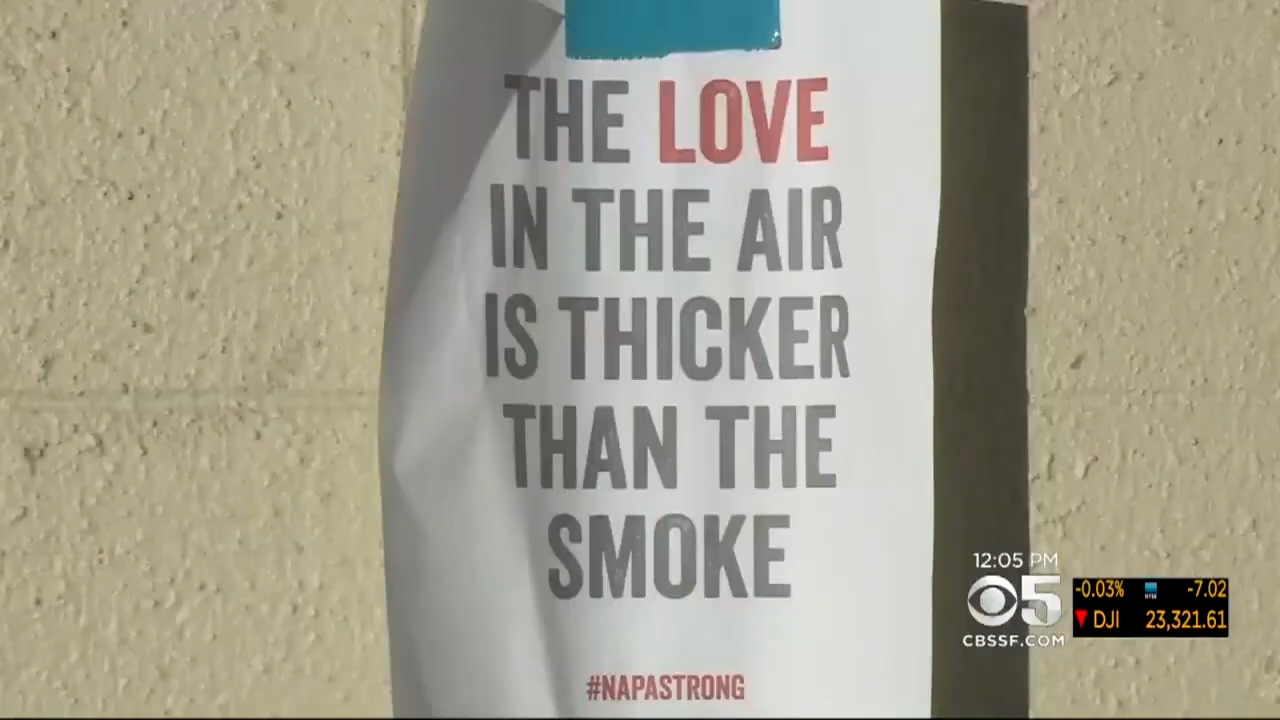 THE LOVE
IN THE AIR
IS THICKER
THAN THE
SMOKE
#NAPASTRONG
12:05 PM
5
CBSSF.COM
-0.03% NYSE -7.02
DJI 23,321.61